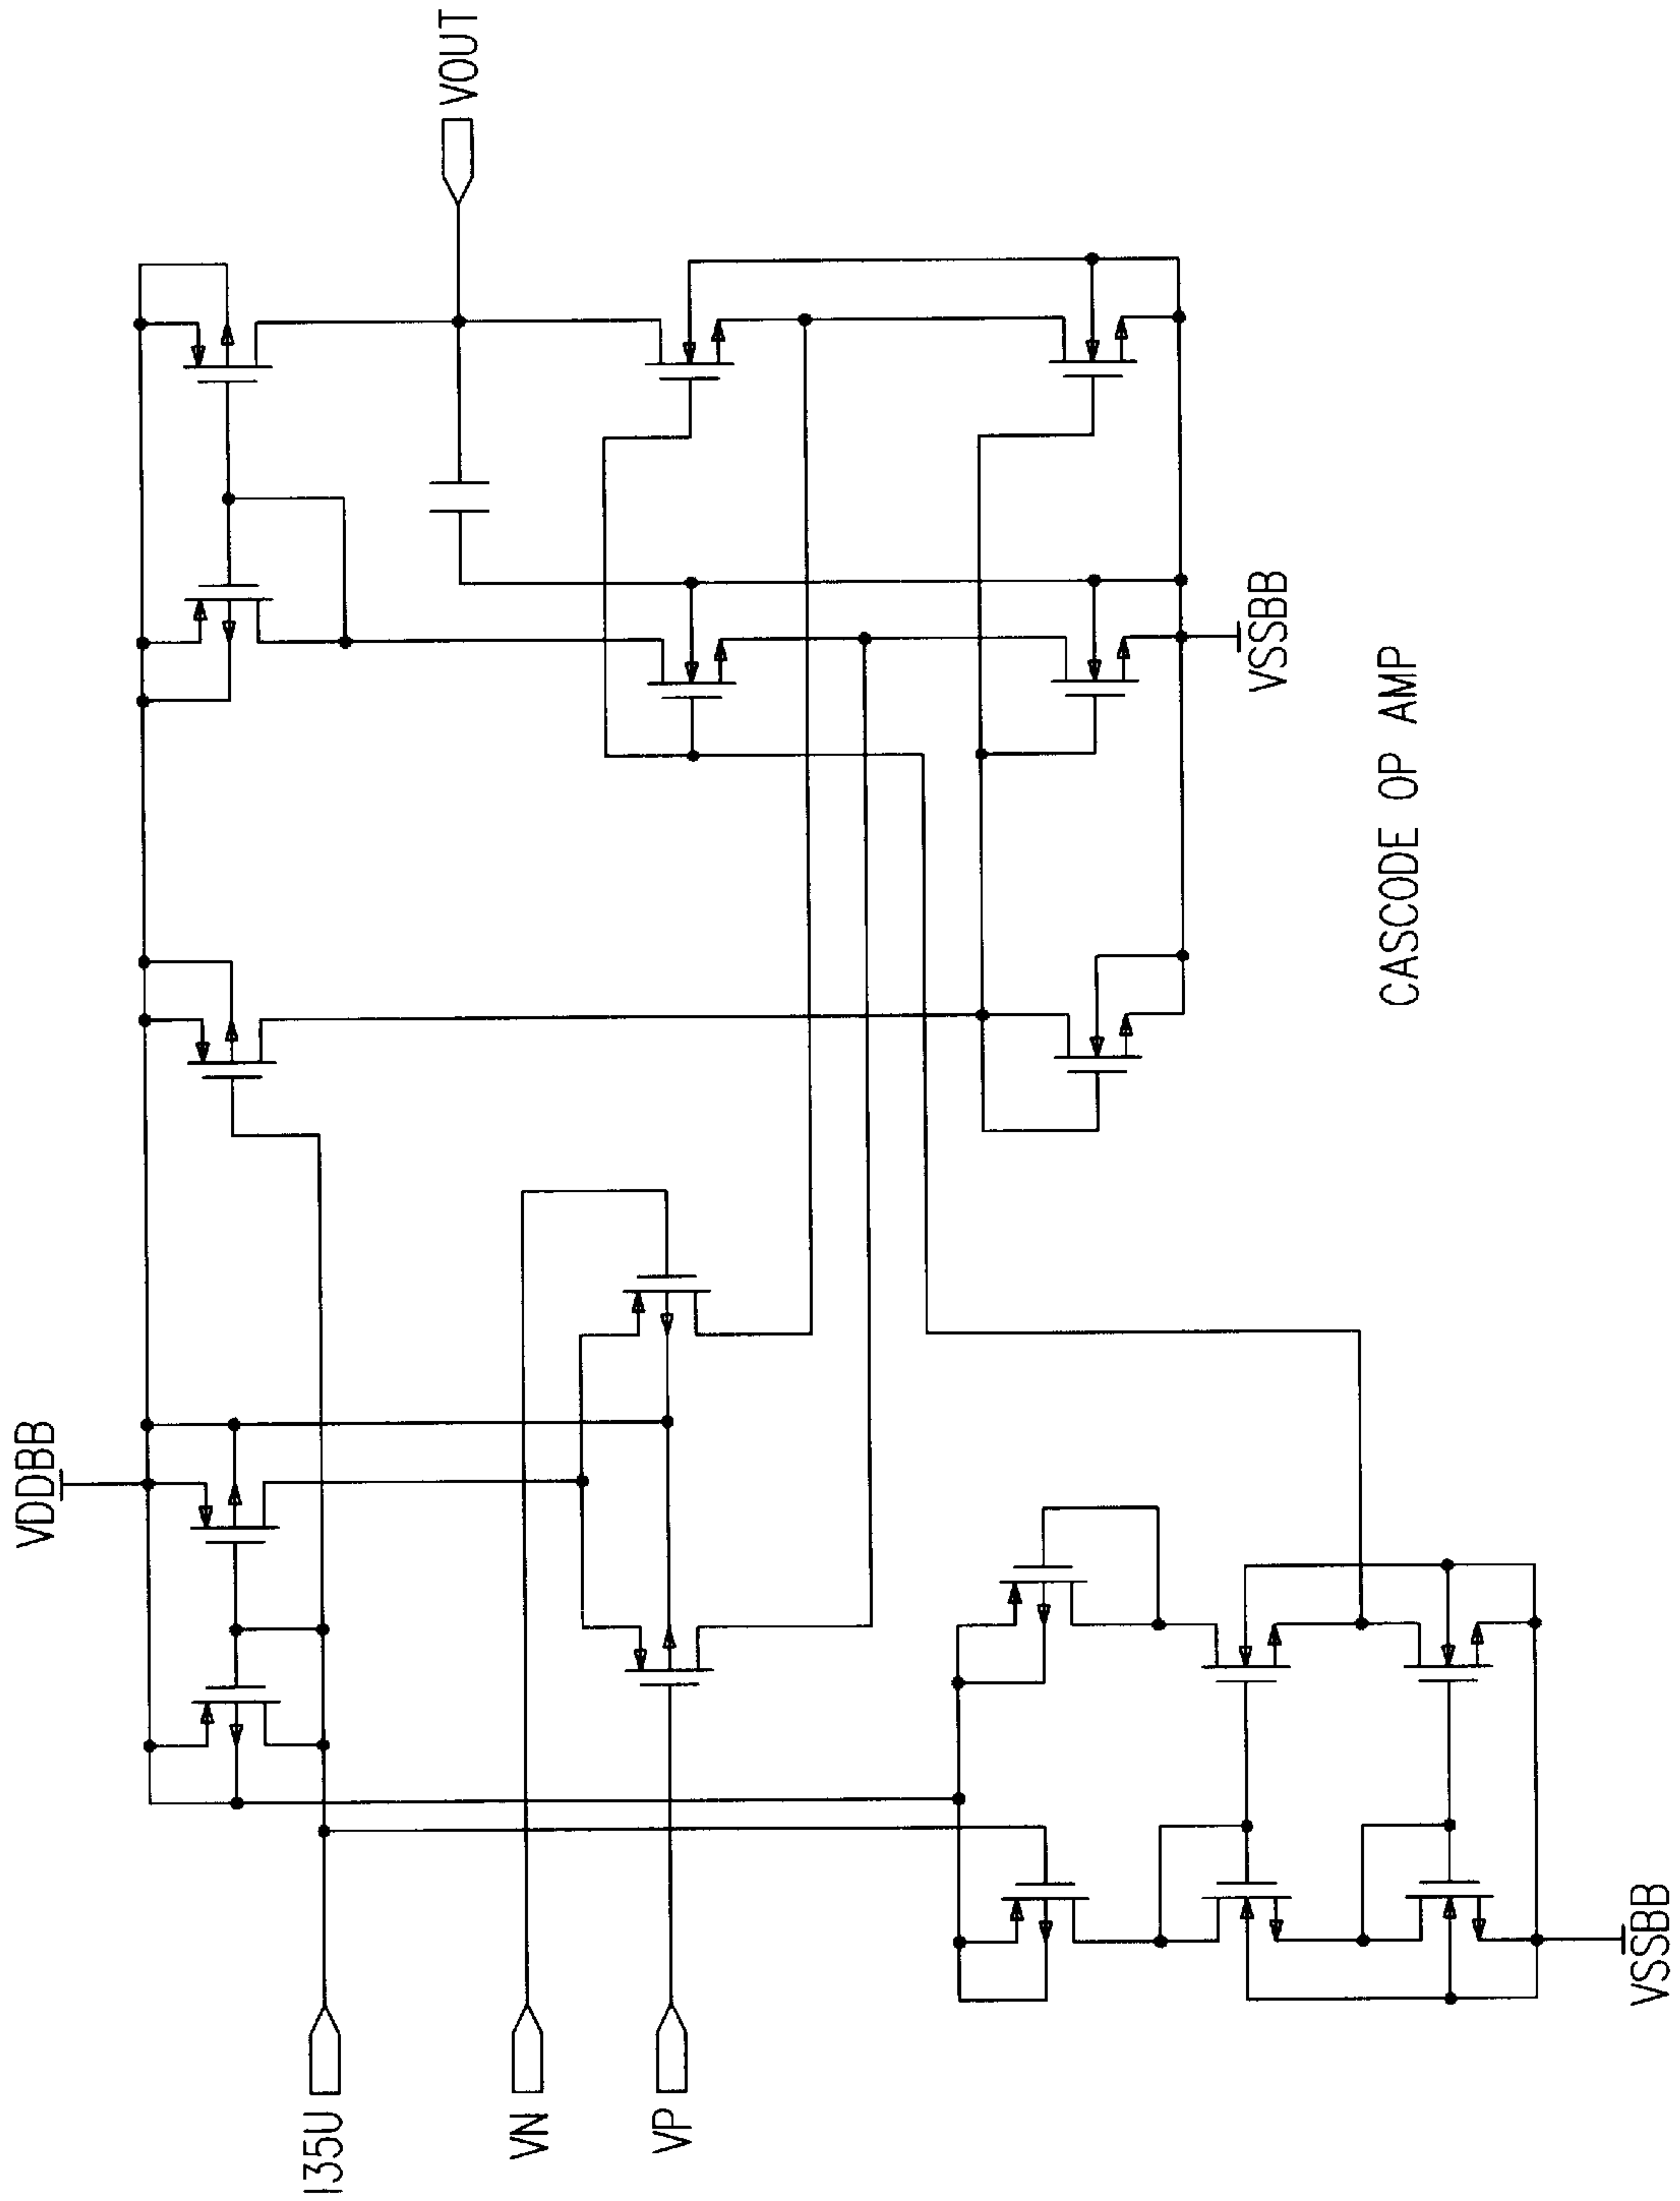 VDDBB
I35U
VN
VP
VOUT
VSSBB
VSSBB
CASCODE OP AMP